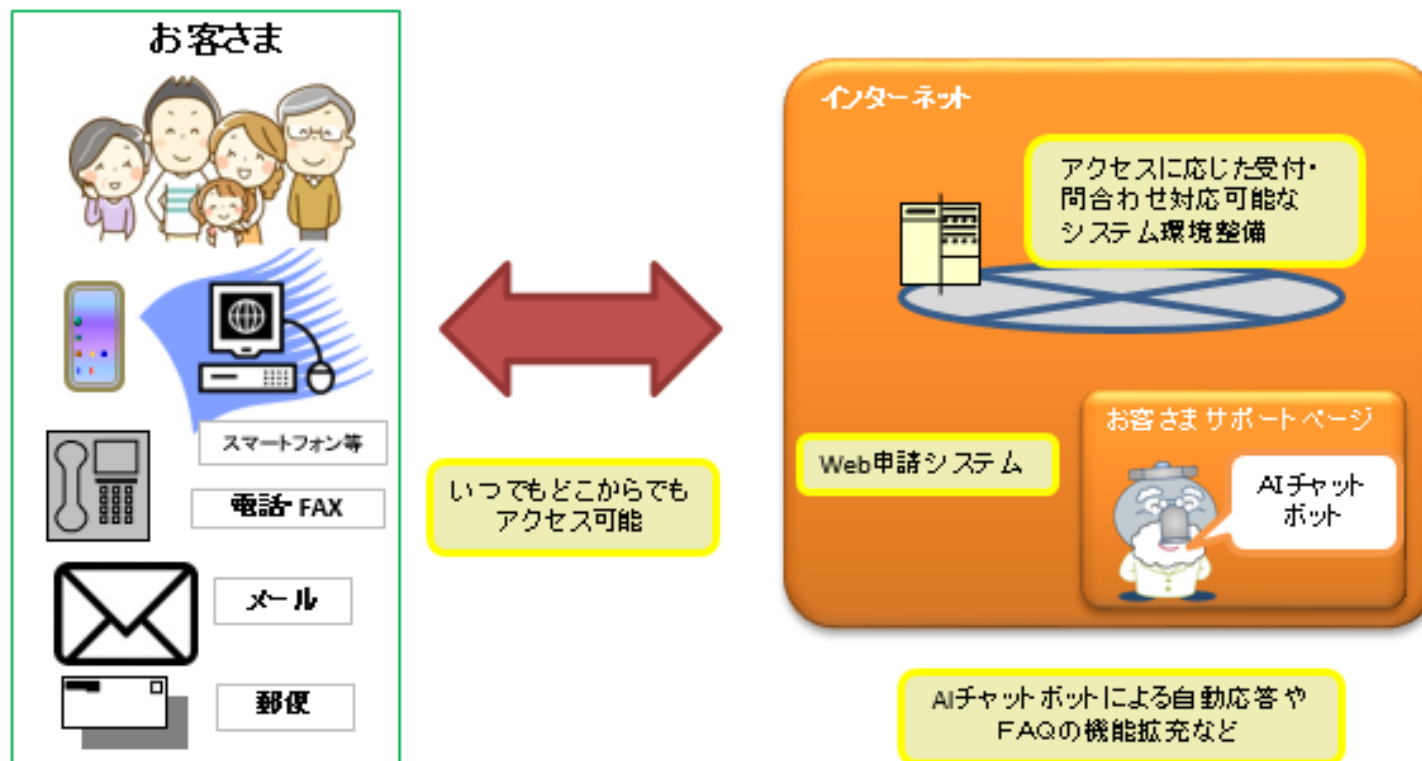 お客さま
スマートフォン等
電話・FAX
メール
郵便
いつでもどこからでも
アクセス可能
インターネット
アクセスに応じた受付・
問合わせ対応可能な
システム環境整備
Web申請システム
お客さまサポートページ
AIチャット
ボット
AIチャットボットによる自動応答や
FAQの機能拡充など